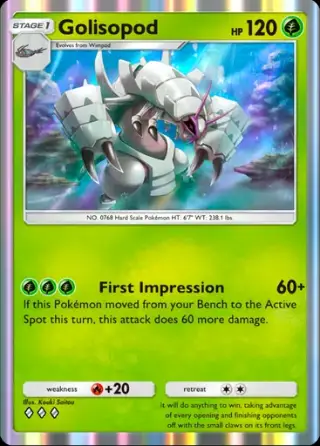 STAGE 1
Golisopod
HP 120
Evolves from Wimpod
NO. 0768 Hard Scale Pokémon HT: 6'7" WT: 238.1 lbs.
First Impression 60+
If this Pokémon moved from your Bench to the Active
Spot this turn, this attack does 60 more damage.
weakness +20 retreat
Illus. Kouki Saitou
It will do anything to win, taking advantage
of every opening and finishing opponents
off with the small claws on its front legs.